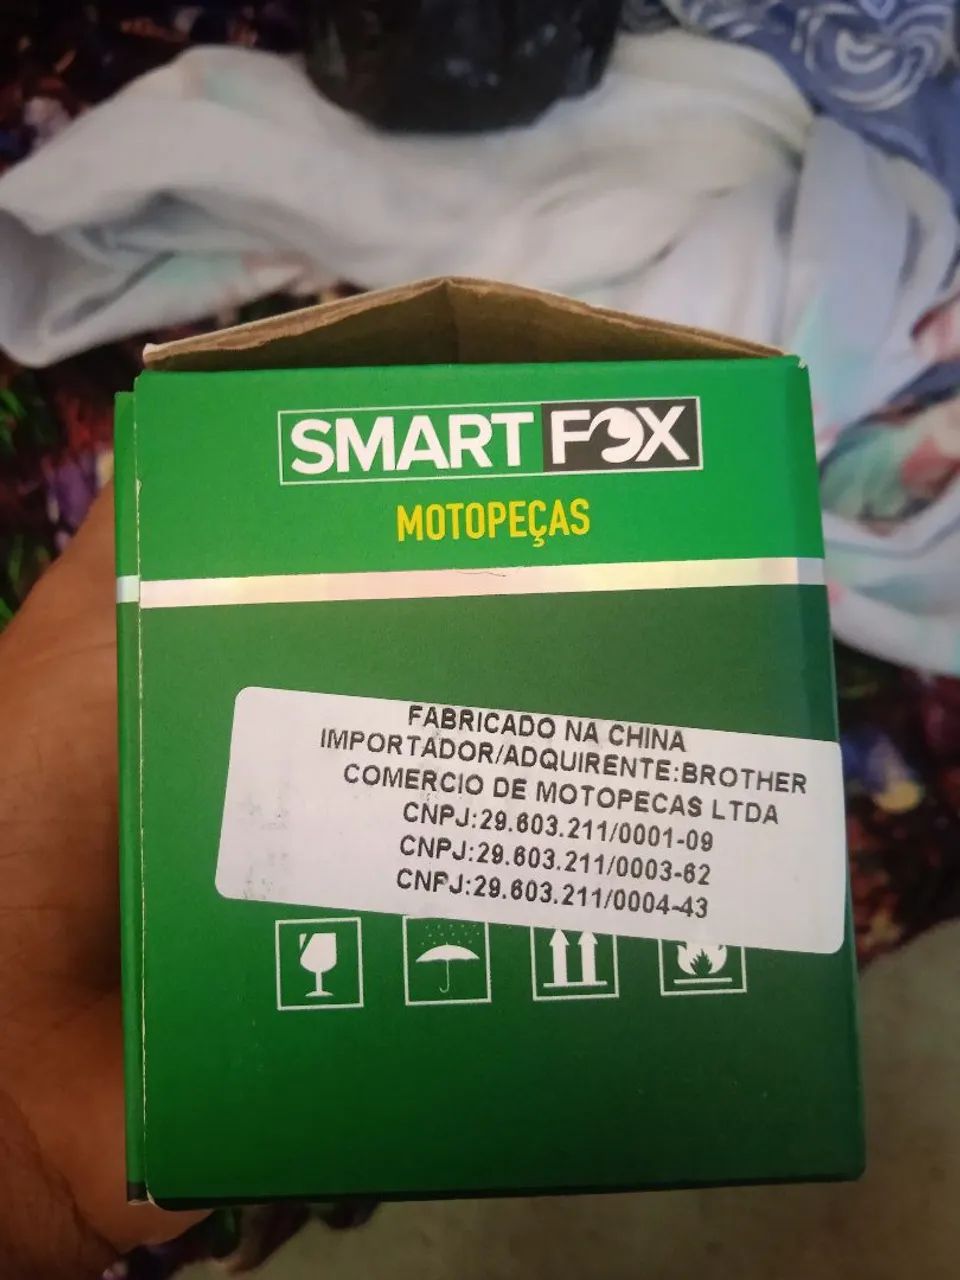 SMART FOX
MOTOPEÇAS
FABRICADO NA CHINA
IMPORTADOR/ADQUIRENTE:BROTHER
COMERCIO DE MOTOPECAS LTDA
CNPJ:29.603.211/0001-09
CNPJ:29.603.211/0003-62
CNPJ:29.603.211/0004-43